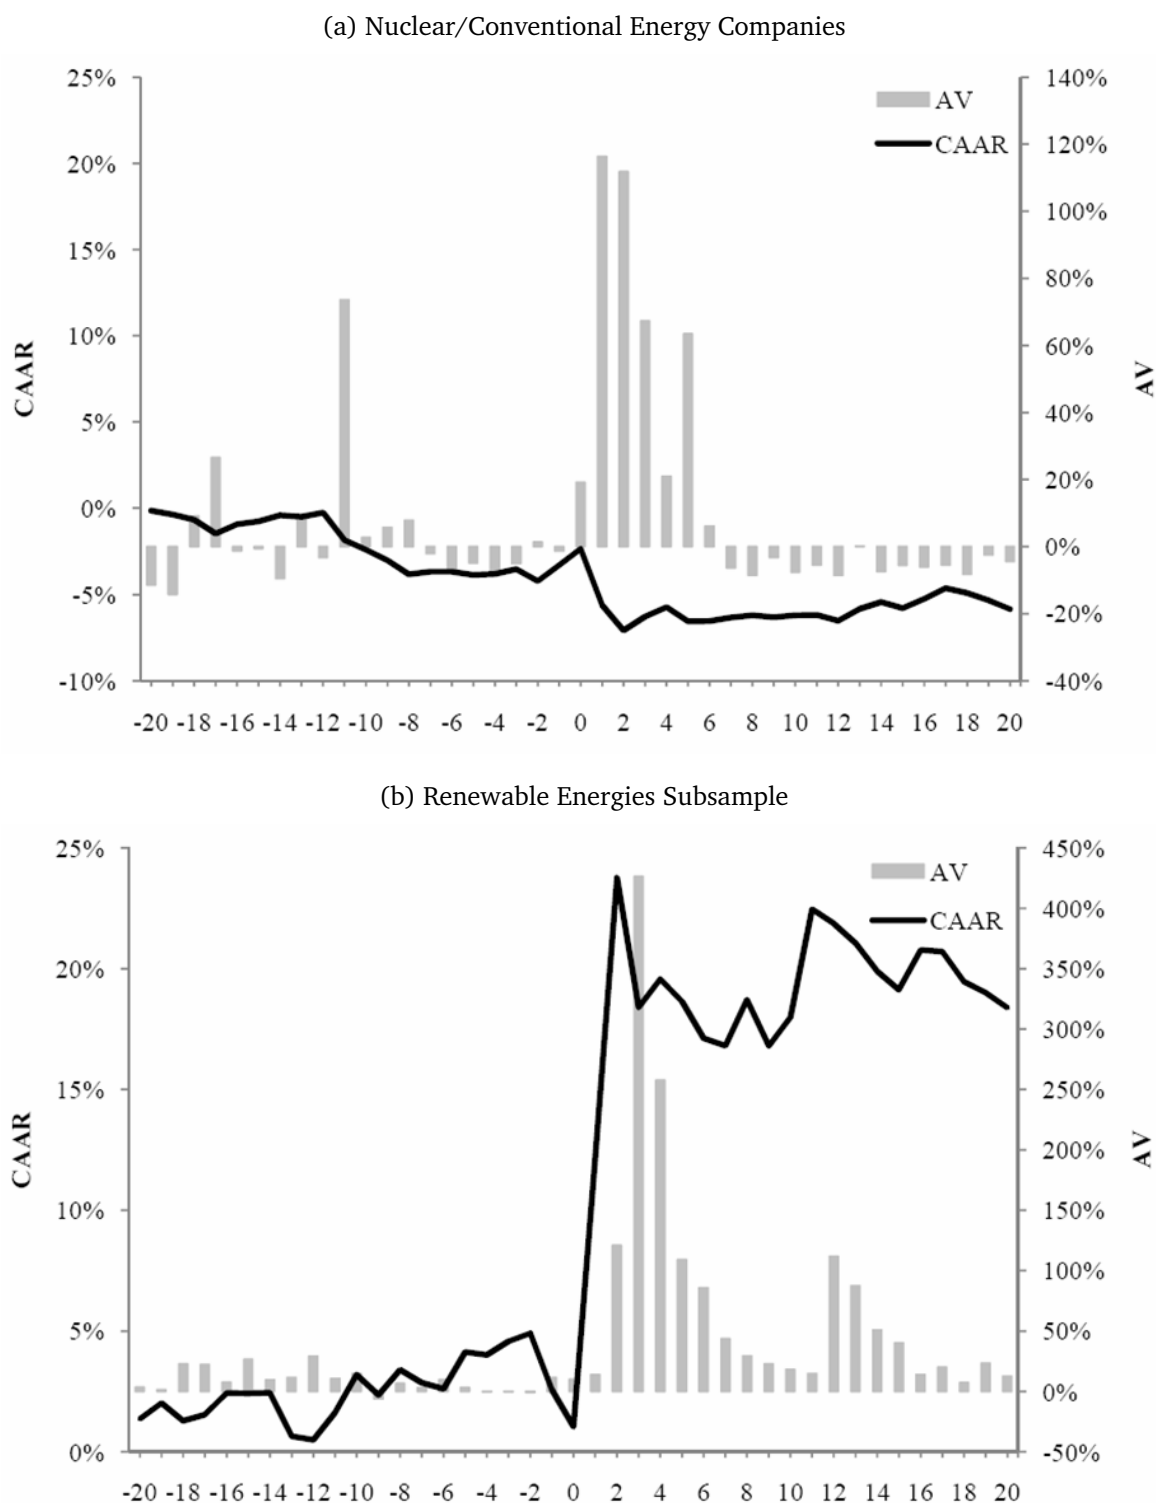 (a) Nuclear/Conventional Energy Companies
25% 140%
AV
120%
CAAR
20%
100%
15%
80%
10%
60%
CAAR AV
5% 40%
20%
0%
0%
-5%
-20%
-10% -40%
-20 -18 -16 -14 -12 -10 -8 -6 -4 -2 0 2 4 6 8 10 12 14 16 18 20
(b) Renewable Energies Subsample
25% 450%
AV
400%
CAAR
20% 350%
300%
15% 250%
CAAR AV
200%
10% 150%
100%
5% 50%
0%
0% -50%
-20 -18 -16 -14 -12 -10 -8 -6 -4 -2 0 2 4 6 8 10 12 14 16 18 20